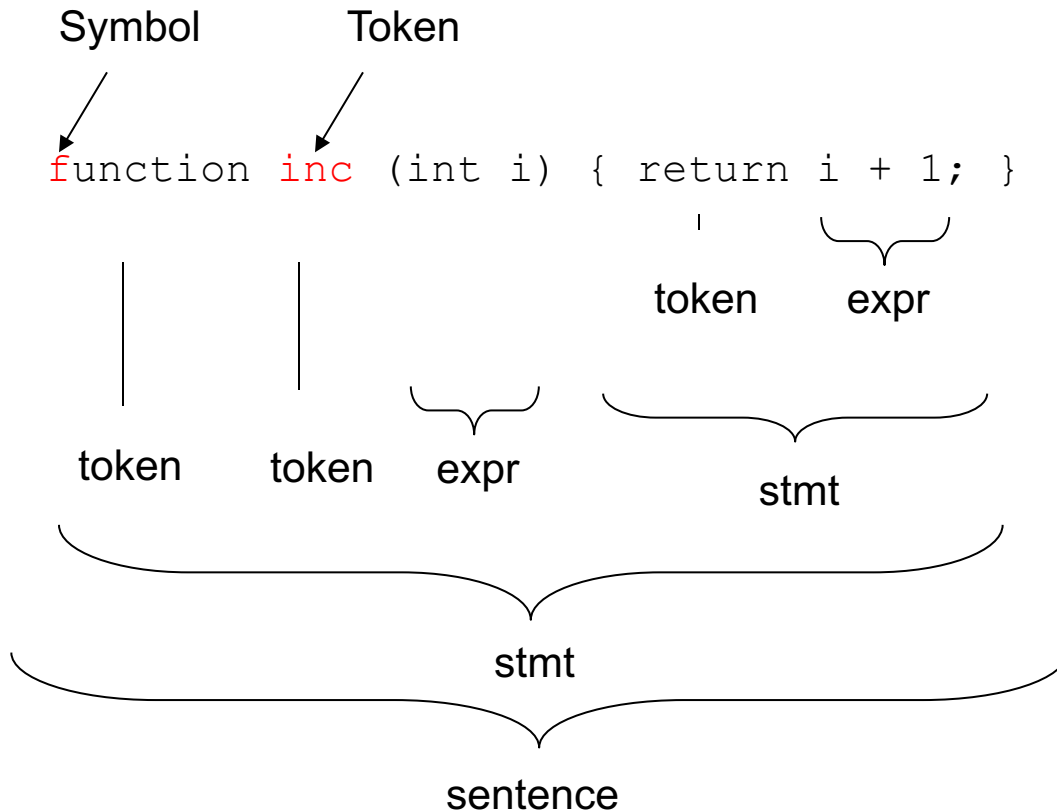 Symbol Token
function inc (int i) { return i + 1; }
token expr
token token expr stmt
stmt
sentence